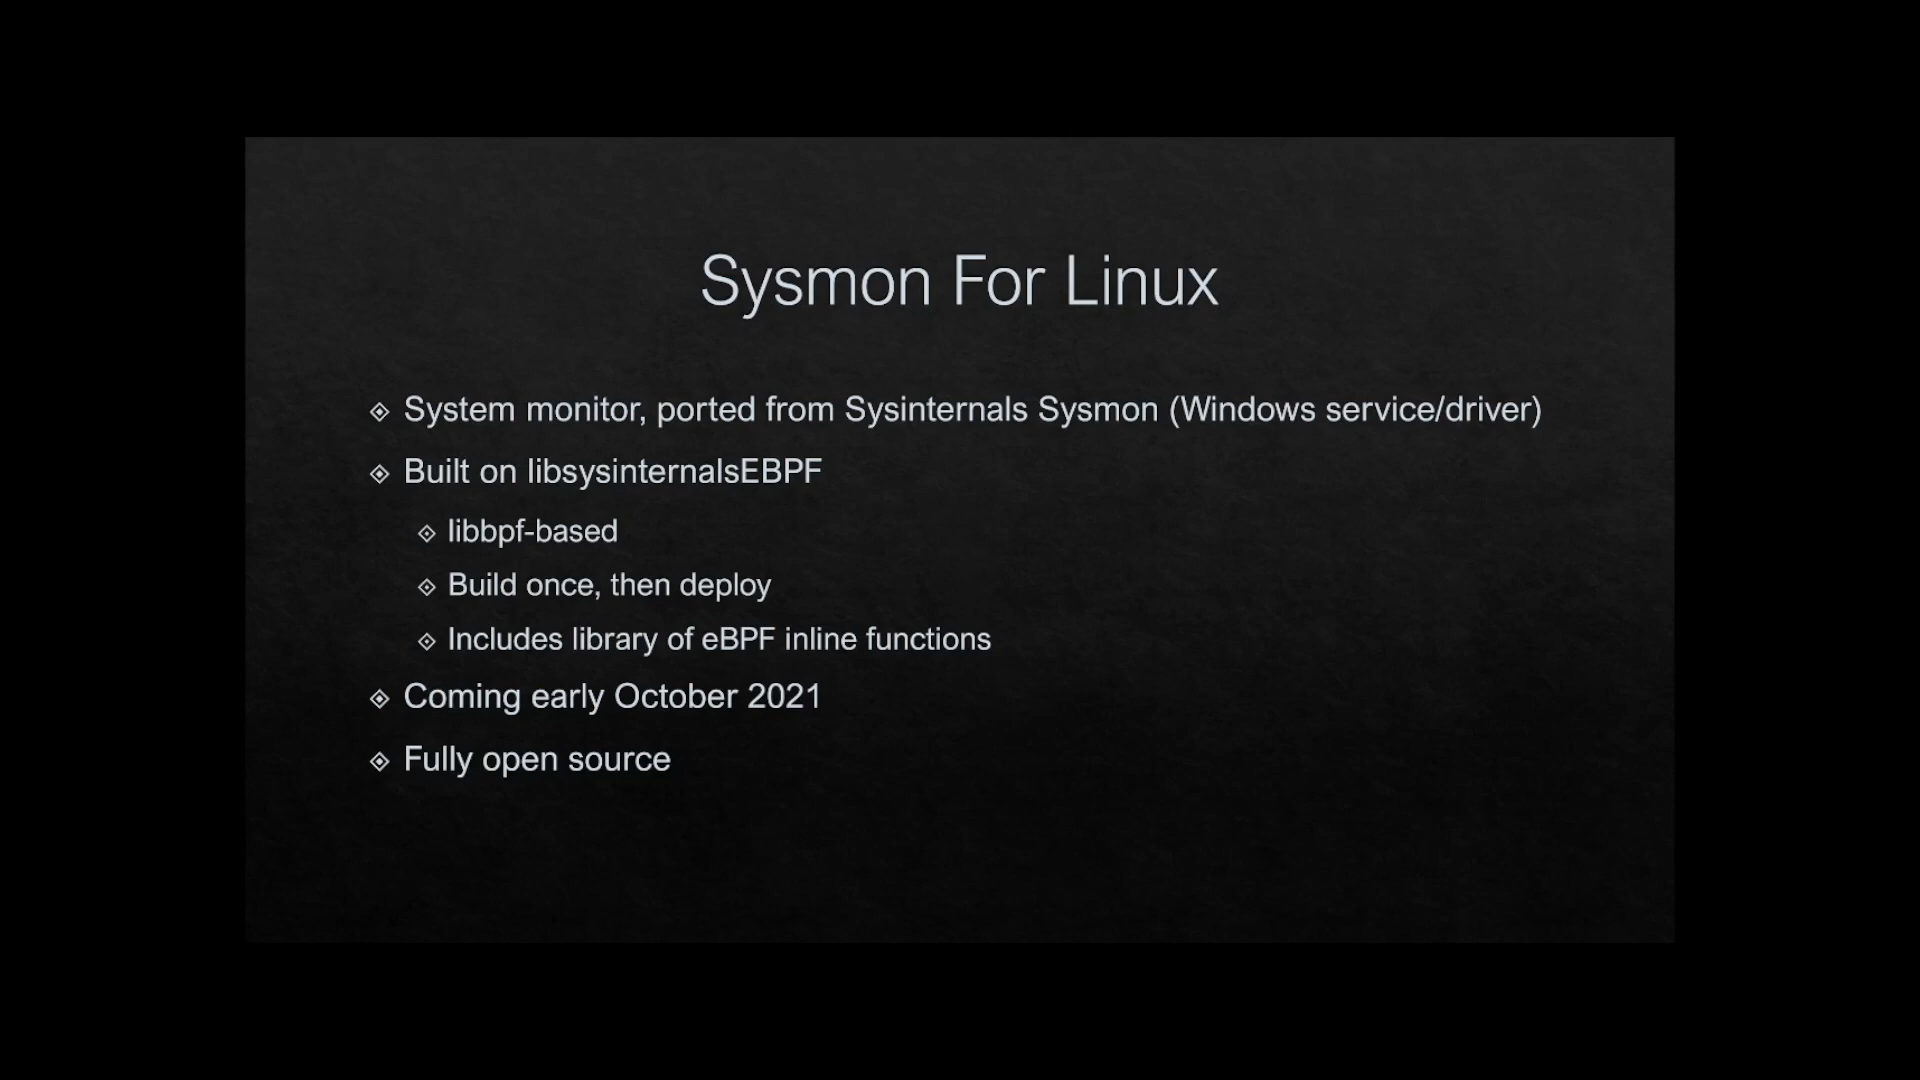 Sysmon For Linux
System monitor, ported from Sysinternals Sysmon (Windows service/driver)
Built on libsysinternalsEBPF
libbpf-based
Build once, then deploy
Includes library of eBPF inline functions
Coming early October 2021
Fully open source